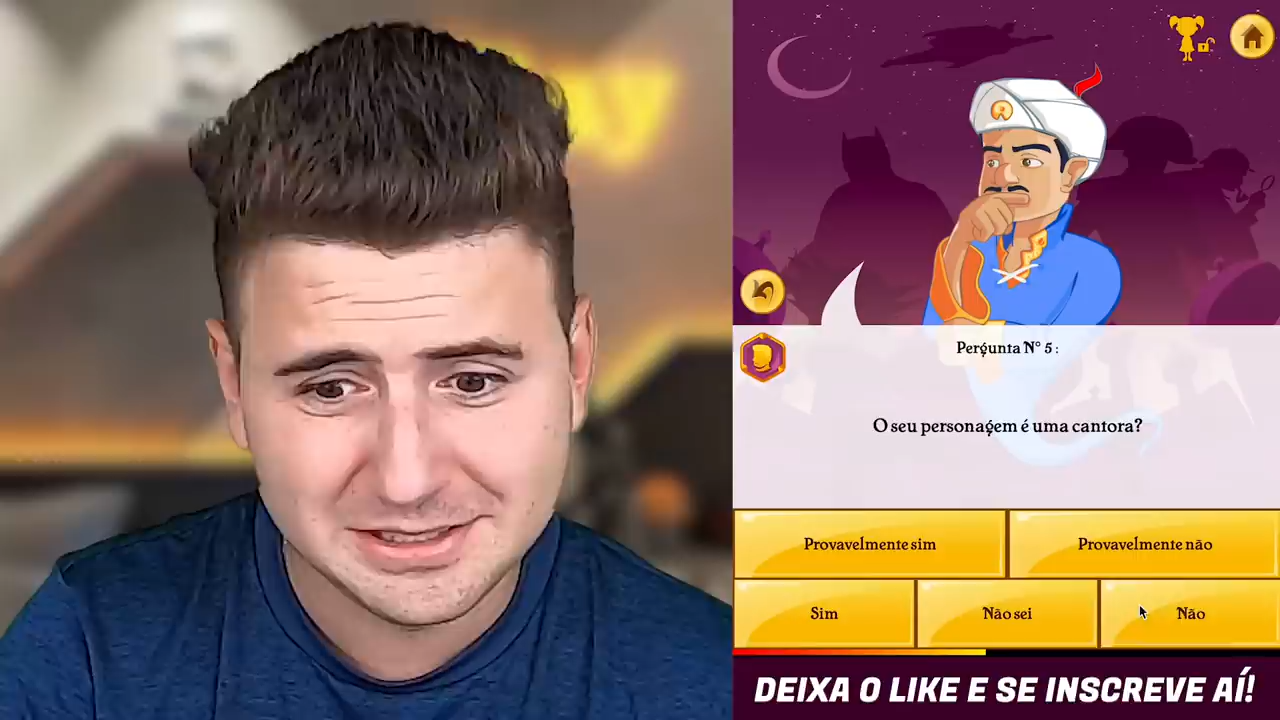 Pergunta N° 5 :
O seu personagem é uma cantora?
Provavelmente sim
Provavelmente não
Sim
Não sei
Não
DEIXA O LIKE E SE INSCREVE AÍ!